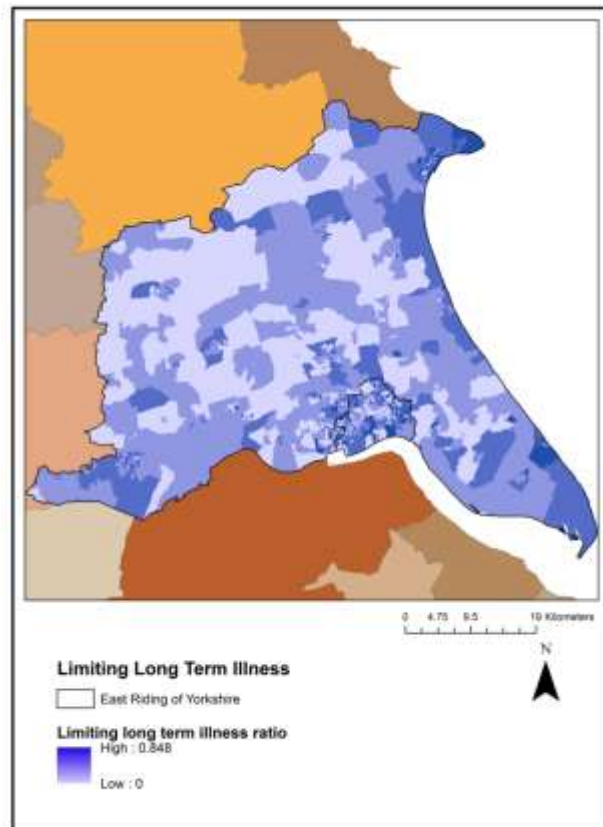 0 4.75 9.5 19 Kilometers
N
Limiting Long Term Illness
East Riding of Yorkshire
Limiting long term illness ratio
High : 0.848
Low : 0